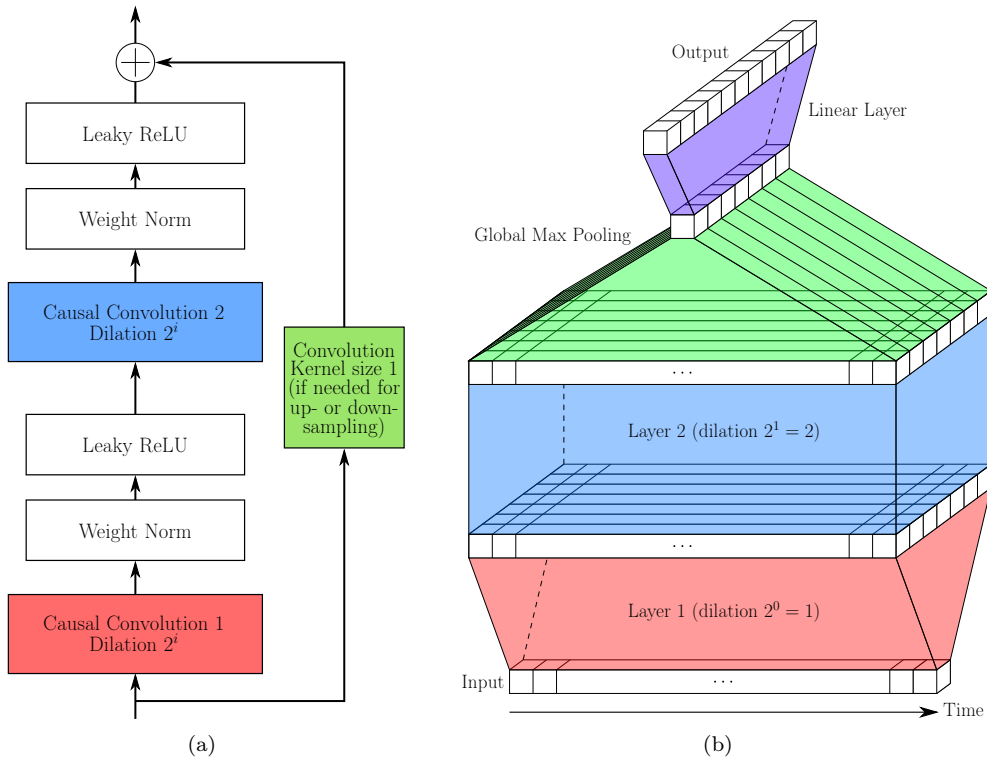 Leaky ReLU
Weight Norm
Causal Convolution 2
Dilation 2^i
Leaky ReLU
Weight Norm
Causal Convolution 1
Dilation 2^i
Convolution
Kernel size 1
(if needed for
up- or down-
sampling)
(a)
Output
Linear Layer
Global Max Pooling
...
Layer 2 (dilation 2^1 = 2)
...
Layer 1 (dilation 2^0 = 1)
Input
...
Time
(b)